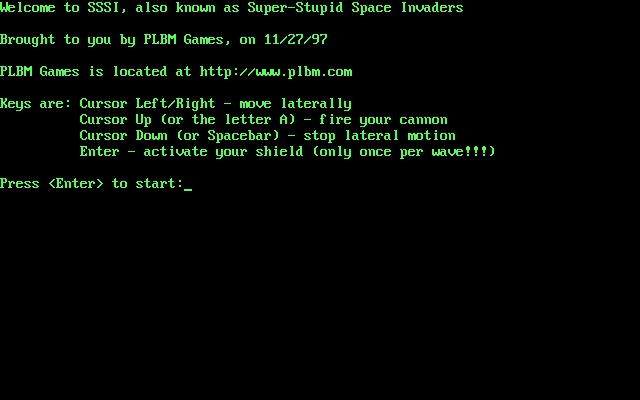 Welcome to SSSI, also known as Super-Stupid Space Invaders
Brought to you by PLBM Games, on 11/27/97
PLBM Games is located at http://www.plbm.com
Keys are: Cursor Left/Right - move laterally
Cursor Up (or the letter A) - fire your cannon
Cursor Down (or Spacebar) - stop lateral motion
Enter - activate your shield (only once per wave!!!)
Press <Enter> to start:_